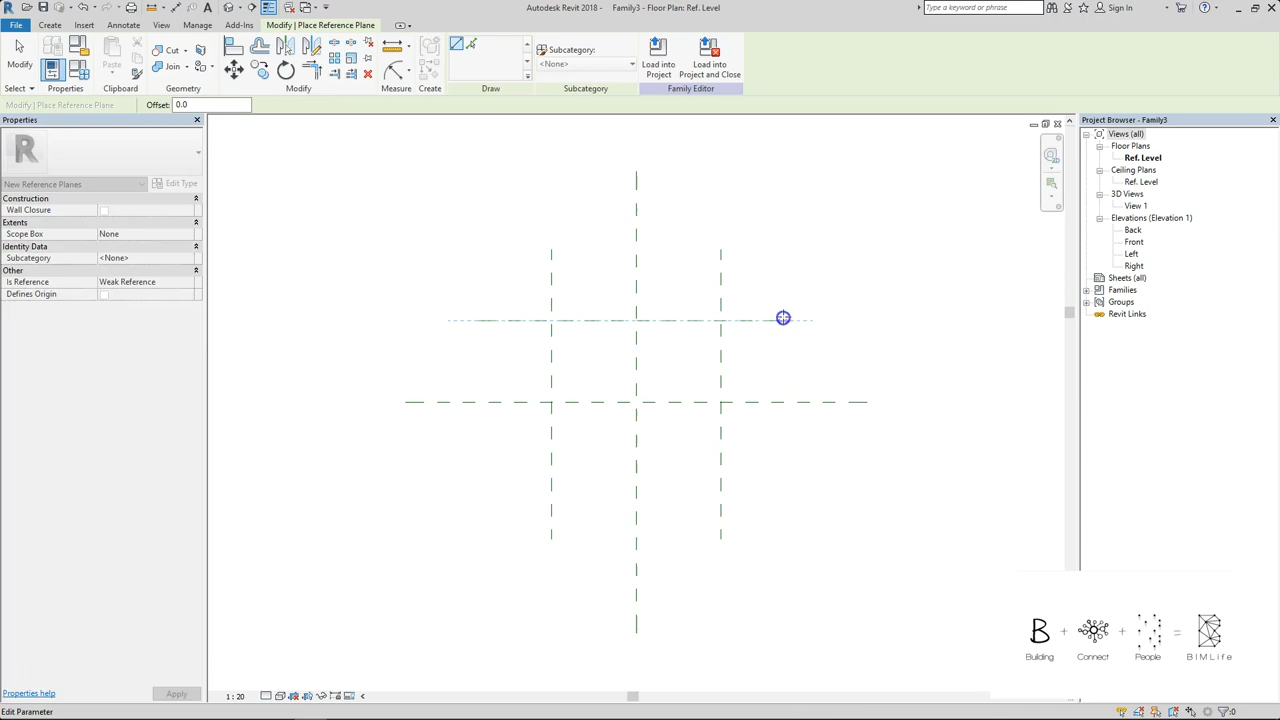 Autodesk Revit 2018 - Family3 - Floor Plan: Ref. Level
Type a keyword or phrase
Sign In
File Create Insert Annotate View Manage Add-Ins Modify | Place Reference Plane
Modify
Paste
Cut
Join
Subcategory:
<None>
Load into
Project
Load into
Project and Close
Select Properties Clipboard Geometry Modify Measure Create Draw Subcategory Family Editor
Modify | Place Reference Plane Offset: 0.0
Properties
New Reference Planes Edit Type
Construction
Wall Closure
Extents
Scope Box None
Identity Data
Subcategory <None>
Other
Is Reference Weak Reference
Defines Origin
Project Browser - Family3
Views (all)
Floor Plans
Ref. Level
Ceiling Plans
Ref. Level
3D Views
View 1
Elevations (Elevation 1)
Back
Front
Left
Right
Sheets (all)
Families
Groups
Revit Links
B + + =
Building Connect People BIMLife
Properties help Apply
1 : 20
Edit Parameter
:0